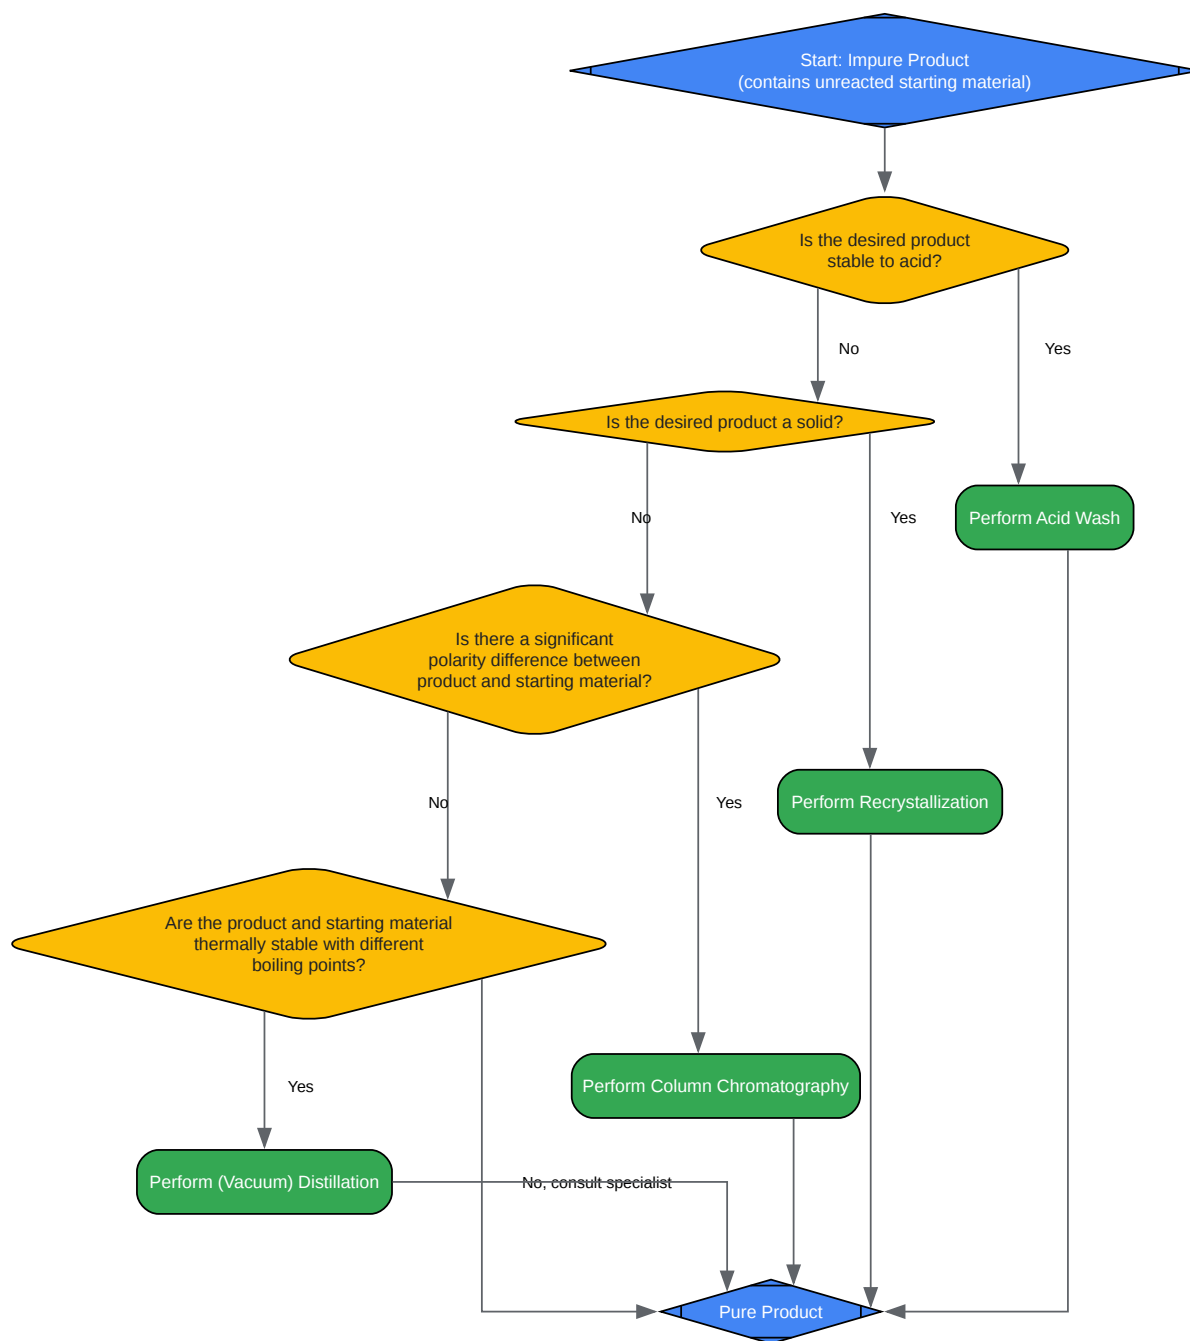 Start: Impure Product
(contains unreacted starting material)
Is the desired product
stable to acid?
No
Yes
Is the desired product a solid?
No
Yes
Perform Acid Wash
Is there a significant
polarity difference between
product and starting material?
No
Yes
Perform Recrystallization
Are the product and starting material
thermally stable with different
boiling points?
Yes
Perform Column Chromatography
Perform (Vacuum) Distillation
No, consult specialist
Pure Product